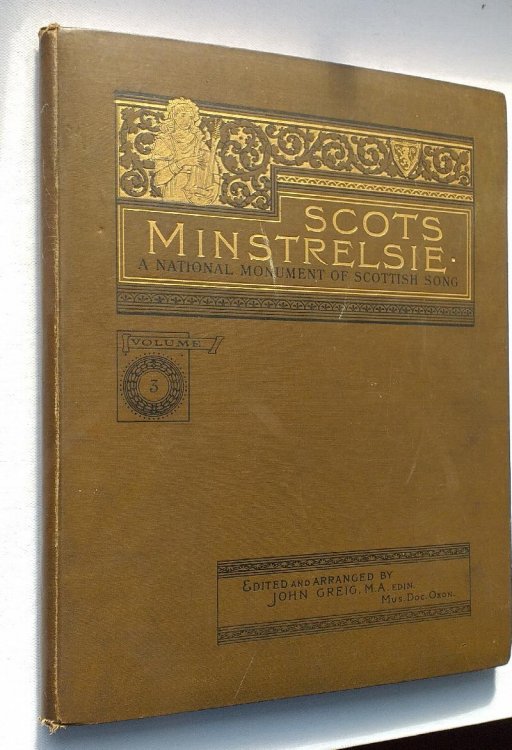 SCOTS
MINSTRELSIE.
A NATIONAL MONUMENT OF SCOTTISH SONG
VOLUME
3
EDITED AND ARRANGED BY
JOHN GREIG, M.A. EDIN.
MUS. DOC. OXON.